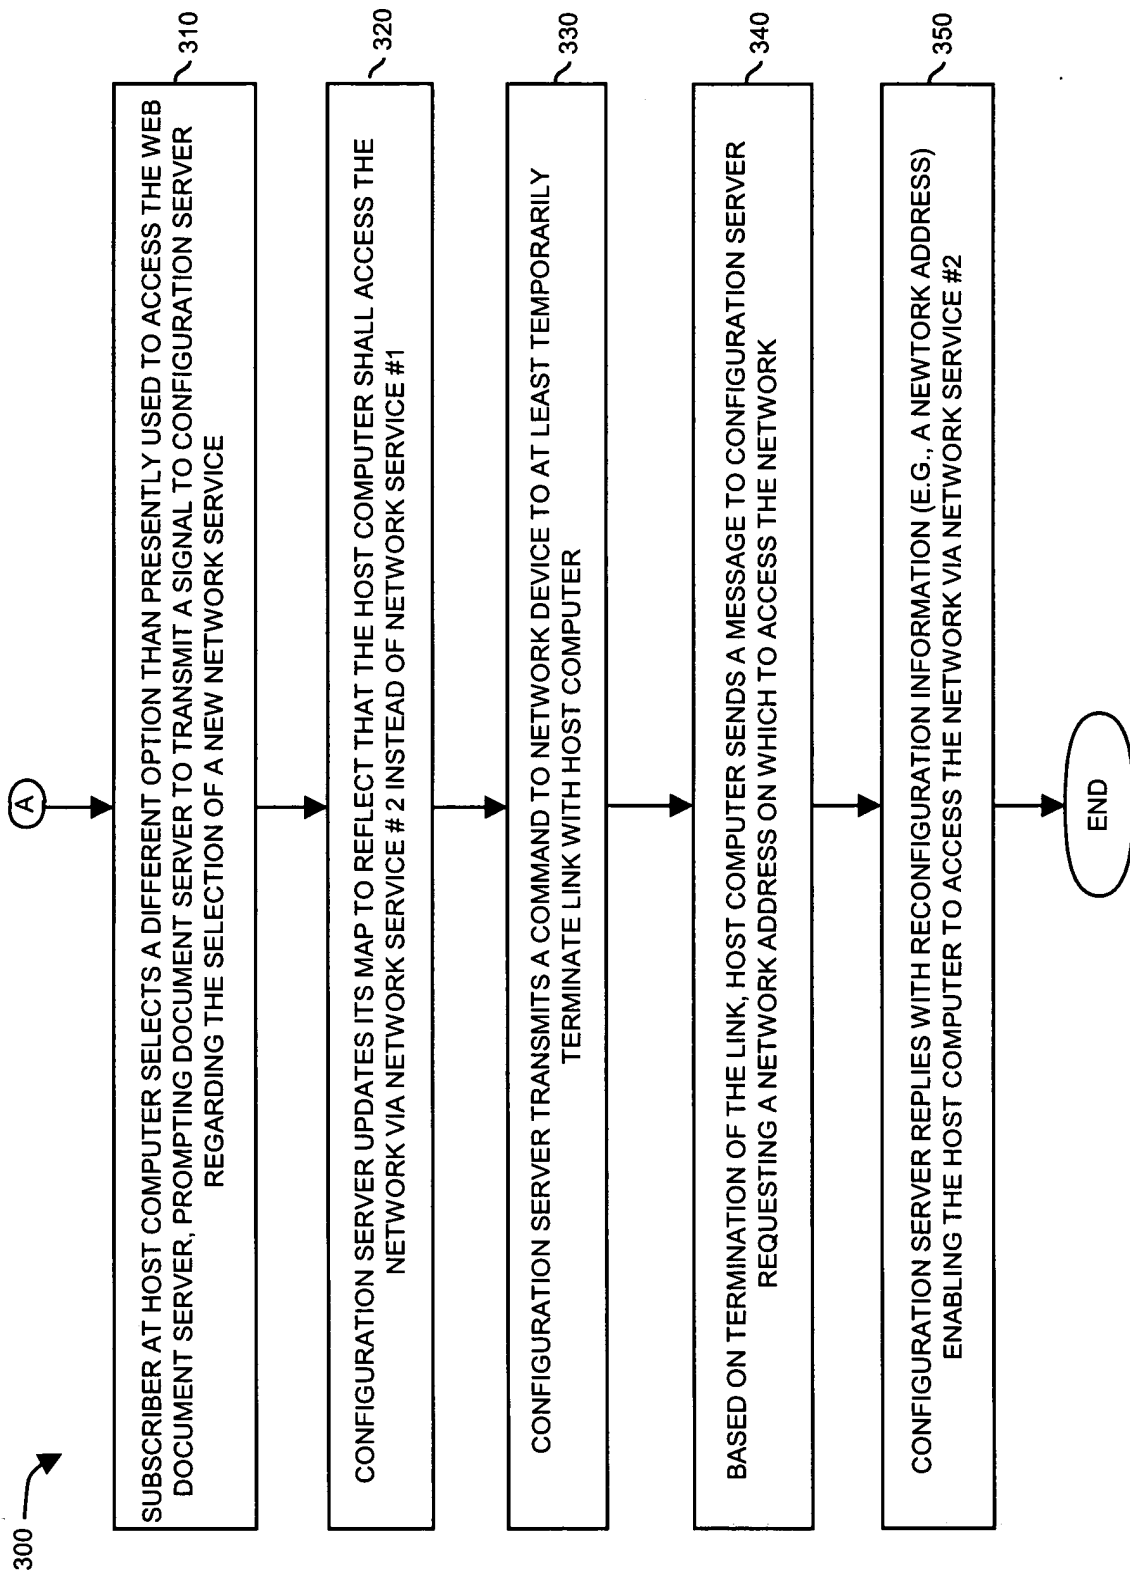 300
A
SUBSCRIBER AT HOST COMPUTER SELECTS A DIFFERENT OPTION THAN PRESENTLY USED TO ACCESS THE WEB
DOCUMENT SERVER, PROMPTING DOCUMENT SERVER TO TRANSMIT A SIGNAL TO CONFIGURATION SERVER
REGARDING THE SELECTION OF A NEW NETWORK SERVICE
310
CONFIGURATION SERVER UPDATES ITS MAP TO REFLECT THAT THE HOST COMPUTER SHALL ACCESS THE
NETWORK VIA NETWORK SERVICE # 2 INSTEAD OF NETWORK SERVICE #1
320
CONFIGURATION SERVER TRANSMITS A COMMAND TO NETWORK DEVICE TO AT LEAST TEMPORARILY
TERMINATE LINK WITH HOST COMPUTER
330
BASED ON TERMINATION OF THE LINK, HOST COMPUTER SENDS A MESSAGE TO CONFIGURATION SERVER
REQUESTING A NETWORK ADDRESS ON WHICH TO ACCESS THE NETWORK
340
CONFIGURATION SERVER REPLIES WITH RECONFIGURATION INFORMATION (E.G., A NEWTORK ADDRESS)
ENABLING THE HOST COMPUTER TO ACCESS THE NETWORK VIA NETWORK SERVICE #2
350
END